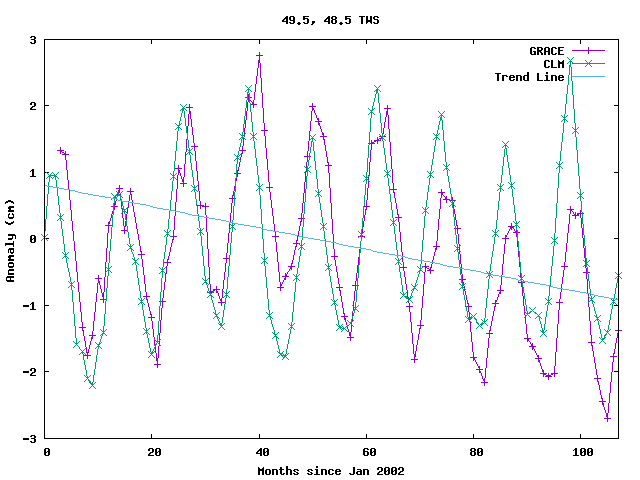 49.5, 48.5 TWS
GRACE
CLM
Trend Line
3
2
1
0
-1
-2
-3
Anomaly (cm)
0 20 40 60 80 100
Months since Jan 2002